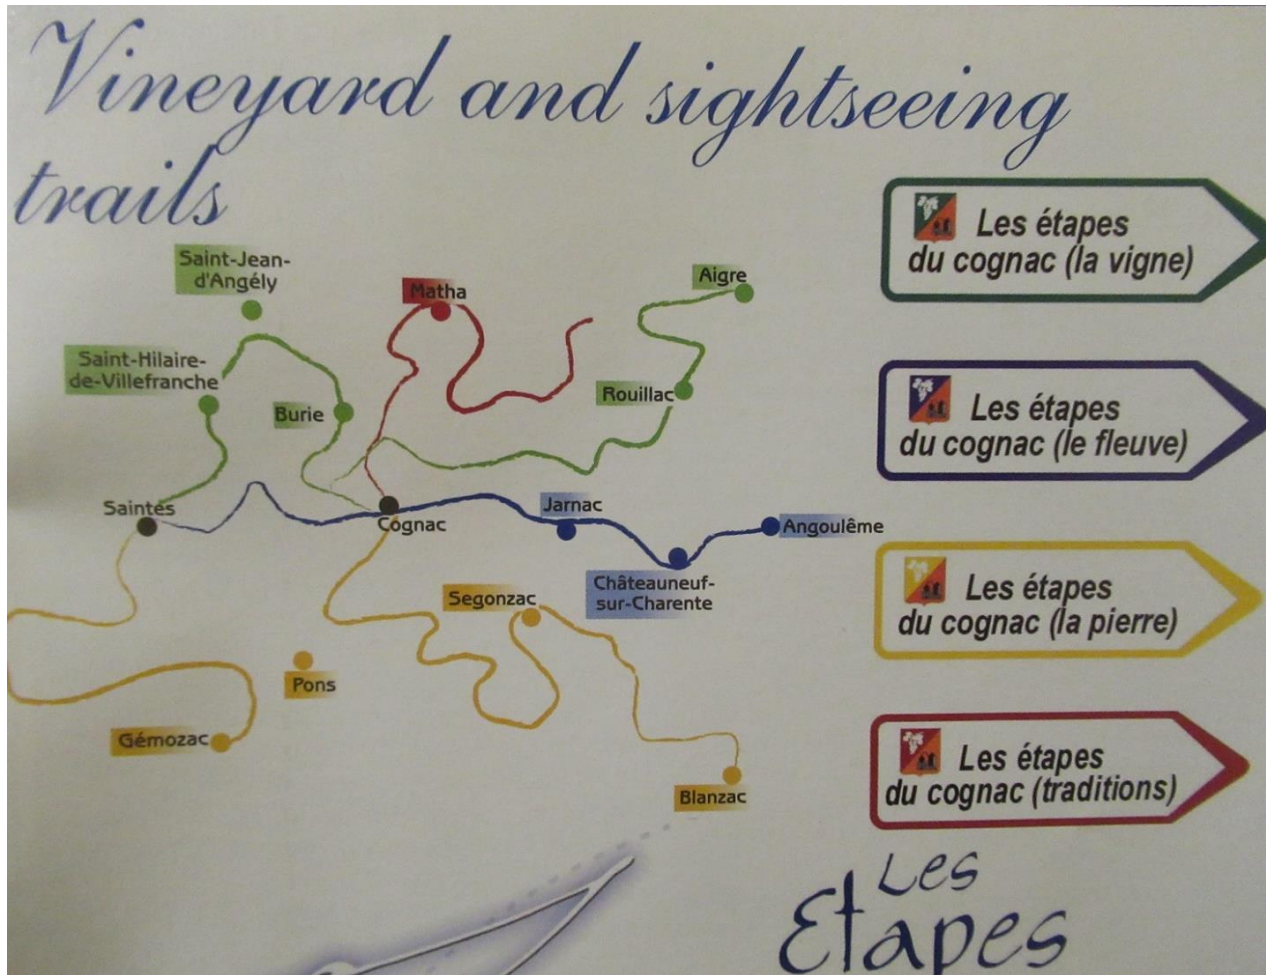 Vineyard and sightseeing
trails
Saint-Jean-
d'Angély
Matha
Aigre
Saint-Hilaire-
de-Villefranche
Burie
Rouillac
Saintes
Cognac
Jarnac
Angoulême
Châteauneuf-
sur-Charente
Segonzac
Pons
Gémozac
Blanzac
Les étapes
du cognac (la vigne)
Les étapes
du cognac (le fleuve)
Les étapes
du cognac (la pierre)
Les étapes
du cognac (traditions)
Les
Etapes